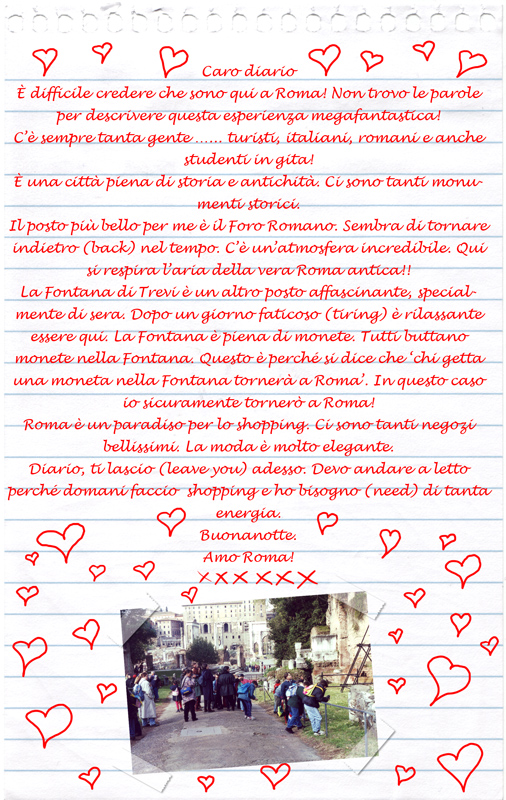 Caro diario
È difficile credere che sono qui a Roma! Non trovo le parole
per descrivere questa esperienza megafantastica!
C'è sempre tanta gente ...... turisti, italiani, romani e anche
studenti in gita!
È una città piena di storia e antichità. Ci sono tanti monu-
menti storici.
Il posto più bello per me è il Foro Romano. Sembra di tornare
indietro (back) nel tempo. C'è un'atmosfera incredibile. Qui
si respira l'aria della vera Roma antica!!
La Fontana di Trevi è un altro posto affascinante, special-
mente di sera. Dopo un giorno faticoso (tiring) è rilassante
essere qui. La Fontana è piena di monete. Tutti buttano
monete nella Fontana. Questo è perché si dice che 'chi getta
una moneta nella Fontana tornerà a Roma'. In questo caso
io sicuramente tornerò a Roma!
Roma è un paradiso per lo shopping. Ci sono tanti negozi
bellissimi. La moda è molto elegante.
Diario, ti lascio (leave you) adesso. Devo andare a letto
perché domani faccio shopping e ho bisogno (need) di tanta
energia.
Buonanotte.
Amo Roma!
xxxxxx